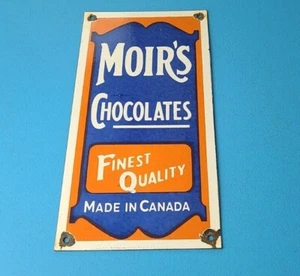 MOIR'S
CHOCOLATES
FINEST
QUALITY
MADE IN CANADA